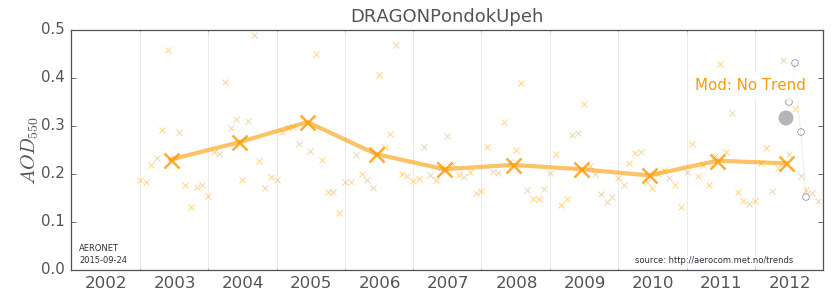 DRAGONPondokUpeh
0.5
0.4
0.3
0.2
0.1
0.0
AOD550
Mod: No Trend
AERONET
2015-09-24
source: http://aerocom.met.no/trends
2002 2003 2004 2005 2006 2007 2008 2009 2010 2011 2012